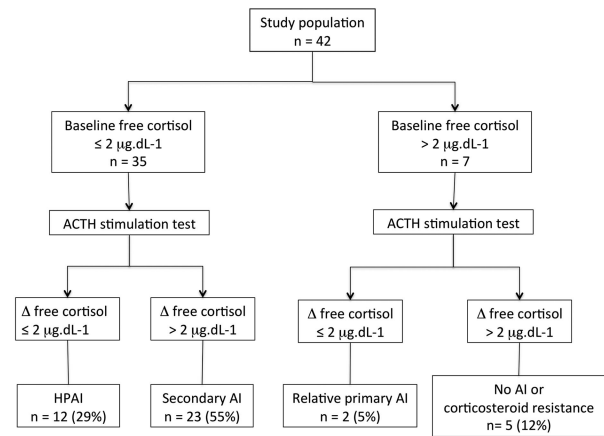 Study population
n = 42
Baseline free cortisol
≤ 2 μg.dL-1
n = 35
Baseline free cortisol
> 2 μg.dL-1
n = 7
ACTH stimulation test
ACTH stimulation test
Δ free cortisol
≤ 2 μg.dL-1
Δ free cortisol
> 2 μg.dL-1
Δ free cortisol
≤ 2 μg.dL-1
Δ free cortisol
> 2 μg.dL-1
HPAI
n = 12 (29%)
Secondary AI
n = 23 (55%)
Relative primary AI
n = 2 (5%)
No AI or
corticosteroid resistance
n= 5 (12%)